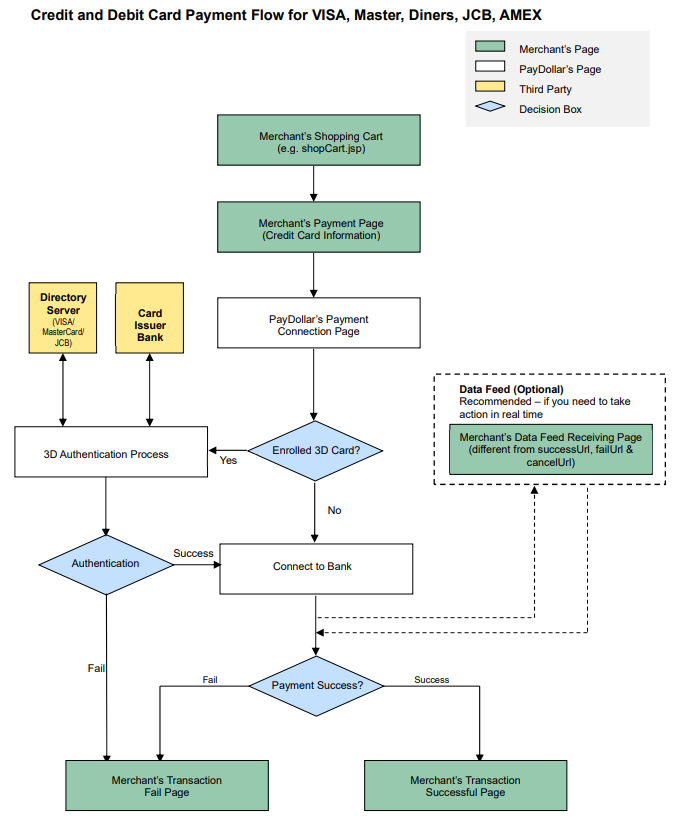 Credit and Debit Card Payment Flow for VISA, Master, Diners, JCB, AMEX
Merchant's Page
PayDollar's Page
Third Party
Decision Box
Merchant's Shopping Cart
(e.g. shopCart.jsp)
Merchant's Payment Page
(Credit Card Information)
Directory
Server
(VISA/
MasterCard/
JCB)
Card
Issuer
Bank
PayDollar's Payment
Connection Page
Data Feed (Optional)
Recommended – if you need to take
action in real time
Merchant's Data Feed Receiving Page
(different from successUrl, failUrl &
cancelUrl)
3D Authentication Process
Yes
Enrolled 3D Card?
No
Authentication
Success
Connect to Bank
Fail
Fail
Payment Success?
Success
Merchant's Transaction
Fail Page
Merchant's Transaction
Successful Page